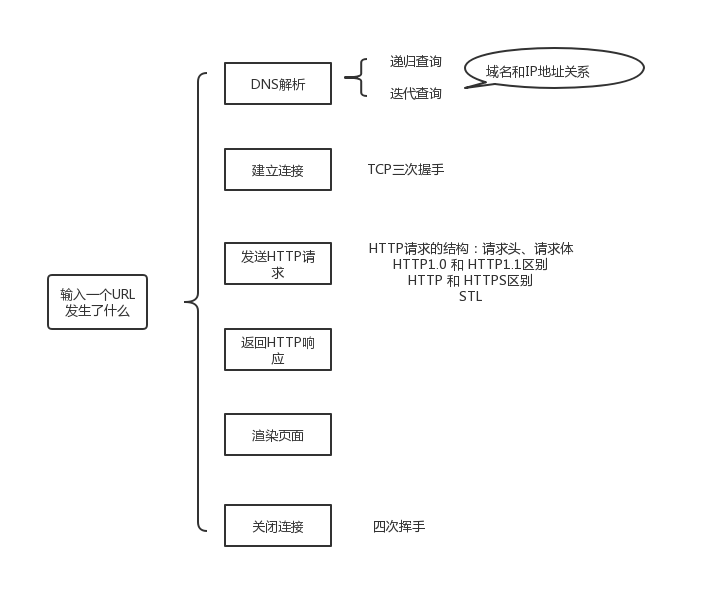 DNS解析
递归查询
迭代查询
域名和IP地址关系
建立连接
TCP三次握手
发送HTTP请
求
HTTP请求的结构：请求头、请求体
HTTP1.0 和 HTTP1.1区别
HTTP 和 HTTPS区别
STL
输入一个URL
发生了什么
返回HTTP响
应
渲染页面
关闭连接
四次挥手